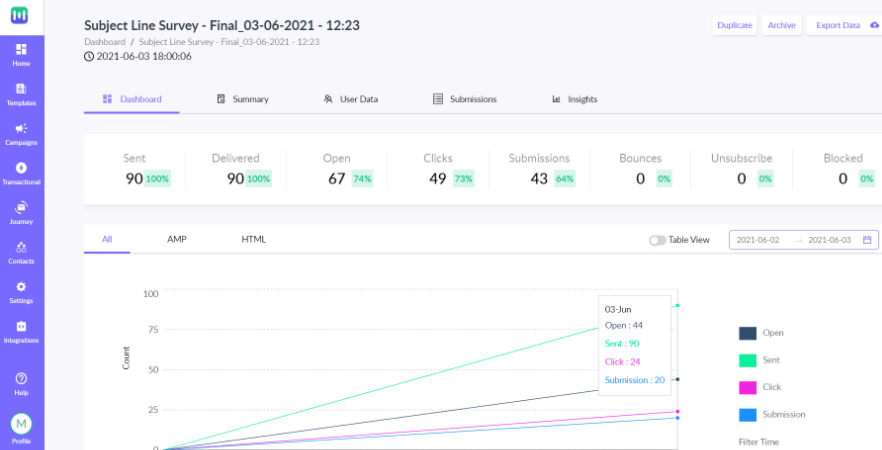 Subject Line Survey - Final_03-06-2021 - 12:23
Dashboard / Subject Line Survey - Final_03-06-2021 - 12:23
2021-06-03 18:00:06
Duplicate
Archive
Export Data
Home
Templates
Campaigns
Transactional
Journey
Contacts
Settings
Integrations
Help
M
Profile
Dashboard
Summary
User Data
Submissions
Insights
Sent
90 100%
Delivered
90 100%
Open
67 74%
Clicks
49 73%
Submissions
43 64%
Bounces
0 0%
Unsubscribe
0 0%
Blocked
0 0%
All
AMP
HTML
Table View
2021-06-02 → 2021-06-03
Count
100
75
50
25
0
03-Jun
Open : 44
Sent : 90
Click : 24
Submission : 20
Open
Sent
Click
Submission
Filter Time